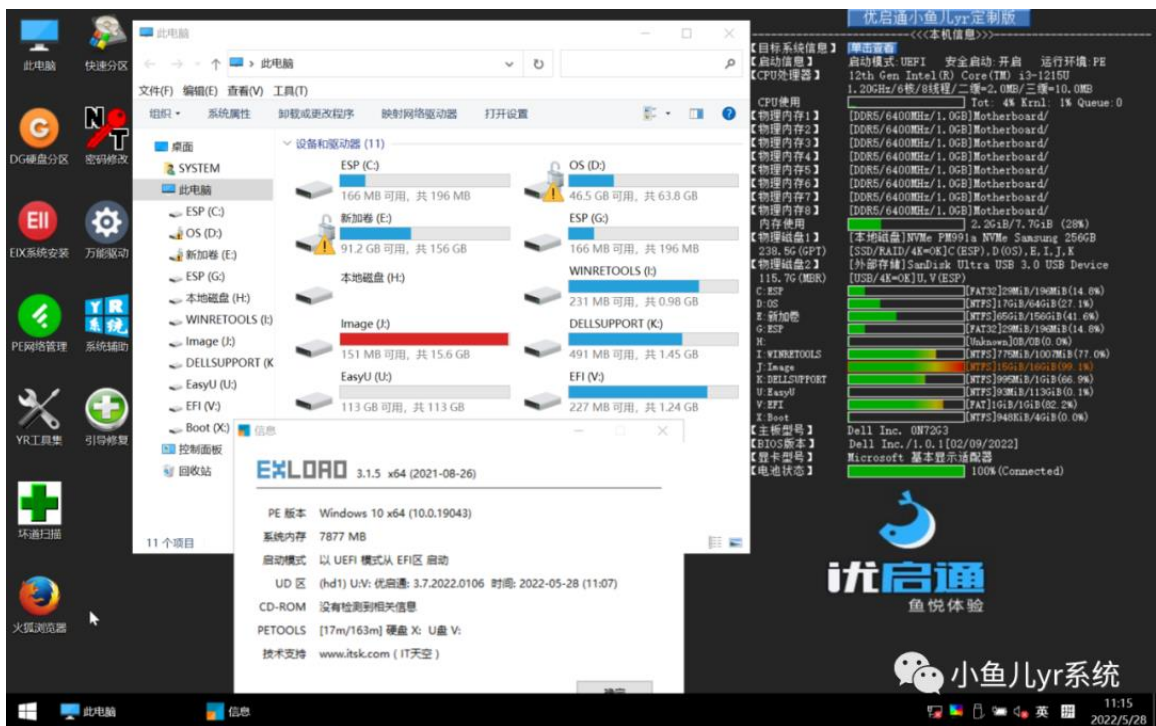 此电脑
快速分区
DG硬盘分区
密码修改
EIX系统安装
万能驱动
PE网络管理
系统辅助
YR工具集
引导修复
坏道扫描
火狐浏览器
此电脑
此电脑
文件(F) 编辑(E) 查看(V) 工具(T)
组织 系统属性 卸载或更改程序 映射网络驱动器 打开设置
桌面
SYSTEM
此电脑
ESP (C:)
OS (D:)
新加卷 (E:)
ESP (G:)
本地磁盘 (H:)
WINRETOOLS (I:)
Image (J:)
DELLSUPPORT (K
EasyU (U:)
EFI (V:)
Boot (X:)
控制面板
回收站
设备和驱动器 (11)
ESP (C:)
166 MB 可用，共 196 MB
OS (D:)
46.5 GB 可用，共 63.8 GB
新加卷 (E:)
91.2 GB 可用，共 156 GB
ESP (G:)
166 MB 可用，共 196 MB
本地磁盘 (H:)
WINRETOOLS (I:)
231 MB 可用，共 0.98 GB
Image (J:)
151 MB 可用，共 15.6 GB
DELLSUPPORT (K:)
491 MB 可用，共 1.45 GB
EasyU (U:)
113 GB 可用，共 113 GB
EFI (V:)
227 MB 可用，共 1.24 GB
11 个项目
信息
EXLOAD 3.1.5 x64 (2021-08-26)
PE 版本 Windows 10 x64 (10.0.19043)
系统内存 7877 MB
启动模式 以 UEFI 模式从 EFI区 启动
UD 区 (hd1) U:V: 优启通: 3.7.2022.0106 时间: 2022-05-28 (11:07)
CD-ROM 没有检测到相关信息
PETOOLS [17m/163m] 硬盘 X: U盘 V:
技术支持 www.itsk.com ( IT天空 )
优启通小鱼儿yr定制版
<<<本机信息>>>
【目标系统信息】 单击查看
【启动信息】 启动模式:UEFI 安全启动:开启 运行环境:PE
【CPU处理器】 12th Gen Intel(R) Core(TM) i3-1215U
1.20GHz/6核/8线程/二缓=2.0MB/三缓=10.0MB
CPU使用 Tot: 4% Krnl: 1% Queue:0
【物理内存1】 [DDR5/6400MHz/1.0GB]Motherboard/
【物理内存2】 [DDR5/6400MHz/1.0GB]Motherboard/
【物理内存3】 [DDR5/6400MHz/1.0GB]Motherboard/
【物理内存4】 [DDR5/6400MHz/1.0GB]Motherboard/
【物理内存5】 [DDR5/6400MHz/1.0GB]Motherboard/
【物理内存6】 [DDR5/6400MHz/1.0GB]Motherboard/
【物理内存7】 [DDR5/6400MHz/1.0GB]Motherboard/
【物理内存8】 [DDR5/6400MHz/1.0GB]Motherboard/
内存使用 2.2GiB/7.7GiB (28%)
【物理磁盘1】 [本地磁盘]NVMe PM991a NVMe Samsung 256GB
238.5G(GPT) [SSD/RAID/4K=OK]C(ESP),D(OS),E,I,J,K
【物理磁盘2】 [外部存储]SanDisk Ultra USB 3.0 USB Device
115.7G(MBR) [USB/4K=OK]U,V(ESP)
C:ESP [FAT32]29MiB/196MiB(14.8%)
D:OS [NTFS]17GiB/64GiB(27.1%)
E:新加卷 [NTFS]65GiB/156GiB(41.6%)
G:ESP [FAT32]29MiB/196MiB(14.8%)
H: [Unknown]0B/0B(0.0%)
I:WINRETOOLS [NTFS]775MiB/1007MiB(77.0%)
J:Image [NTFS]15GiB/16GiB(99.1%)
K:DELLSUPPORT [NTFS]995MiB/1GiB(66.9%)
U:EasyU [NTFS]93MiB/113GiB(0.1%)
V:EFI [FAT]1GiB/1GiB(82.2%)
X:Boot [NTFS]948KiB/4GiB(0.0%)
【主板型号】 Dell Inc. 0N72G3
【BIOS版本】 Dell Inc./1.0.1[02/09/2022]
【显卡型号】 Microsoft 基本显示适配器
【电池状态】 100%(Connected)
优启通
鱼悦体验
小鱼儿yr系统
此电脑
信息
英
11:15
2022/5/28